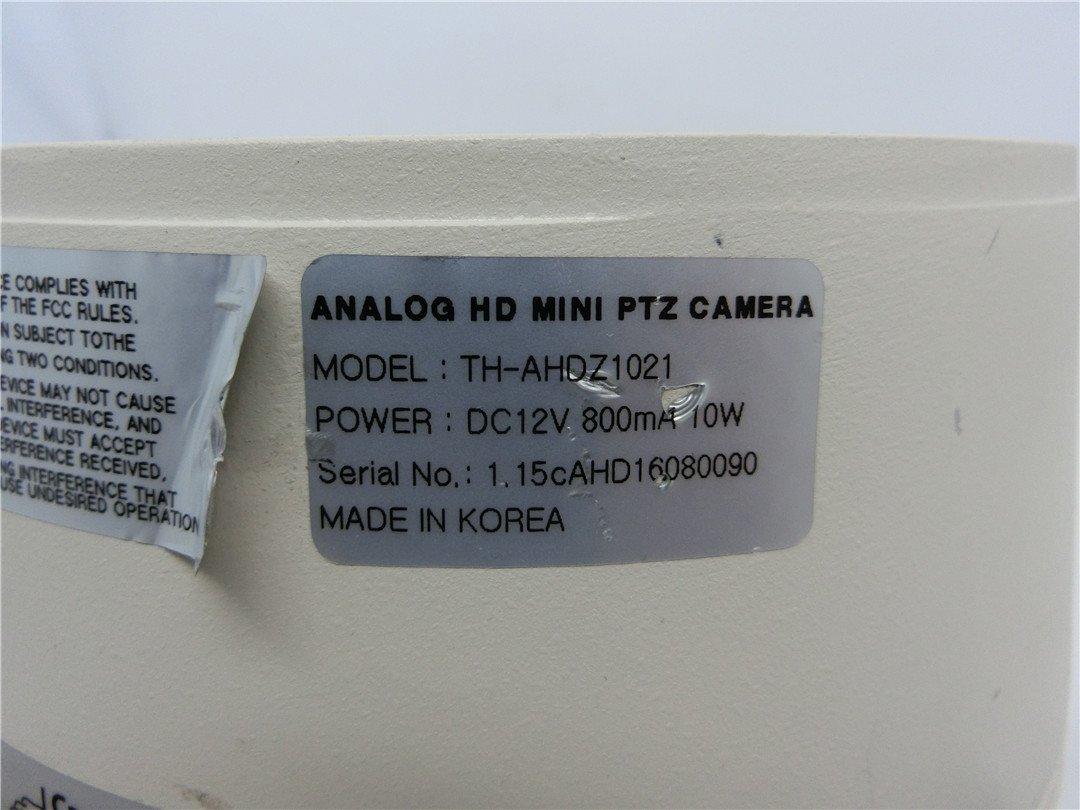 COMPLIES WITH
OF THE FCC RULES.
SUBJECT TOTHE
TWO CONDITIONS.
MAY NOT CAUSE
INTERFERENCE, AND
DEVICE MUST ACCEPT
RECEIVED,
INTERFERENCE THAT
UNDESIRED OPERATION
ANALOG HD MINI PTZ CAMERA
MODEL : TH-AHDZ1021
POWER : DC12V 800mA 10W
Serial No.: 1.15cAHD16080090
MADE IN KOREA